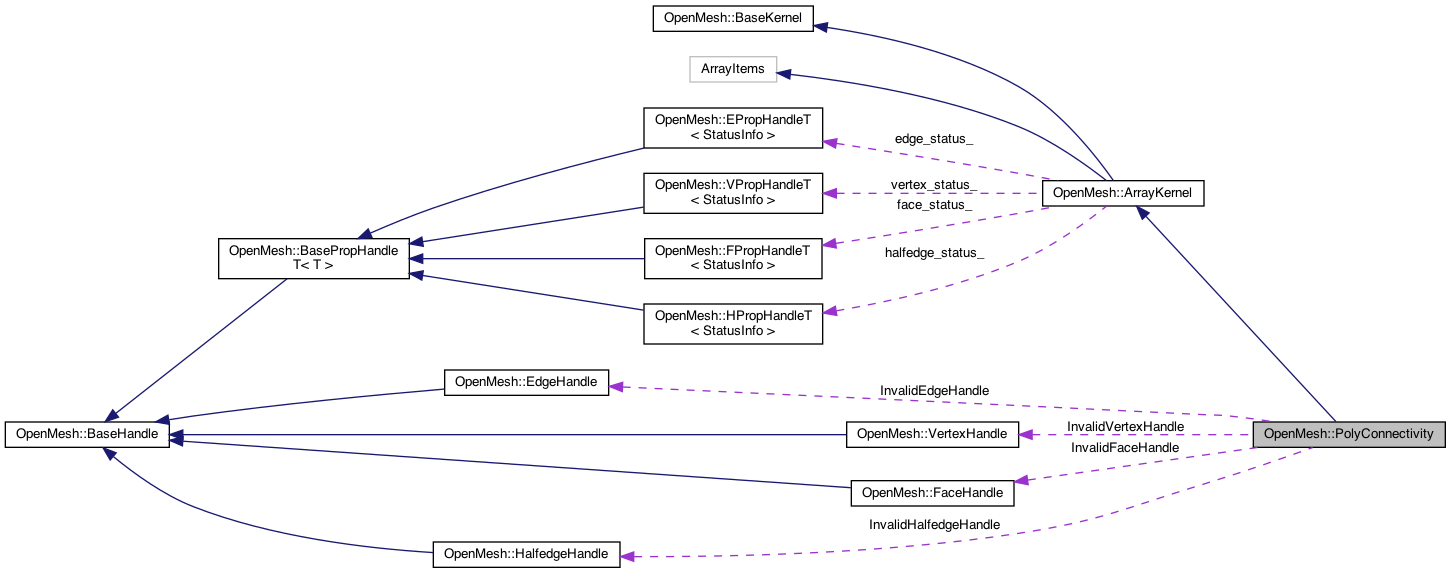 OpenMesh::BaseKernel
ArrayItems
OpenMesh::EPropHandleT
< StatusInfo >
edge_status_
OpenMesh::VPropHandleT
< StatusInfo >
vertex_status_
OpenMesh::ArrayKernel
face_status_
OpenMesh::BasePropHandle
T< T >
OpenMesh::FPropHandleT
< StatusInfo >
halfedge_status_
OpenMesh::HPropHandleT
< StatusInfo >
OpenMesh::EdgeHandle
InvalidEdgeHandle
OpenMesh::BaseHandle
OpenMesh::VertexHandle
InvalidVertexHandle
OpenMesh::PolyConnectivity
InvalidFaceHandle
OpenMesh::FaceHandle
InvalidHalfedgeHandle
OpenMesh::HalfedgeHandle